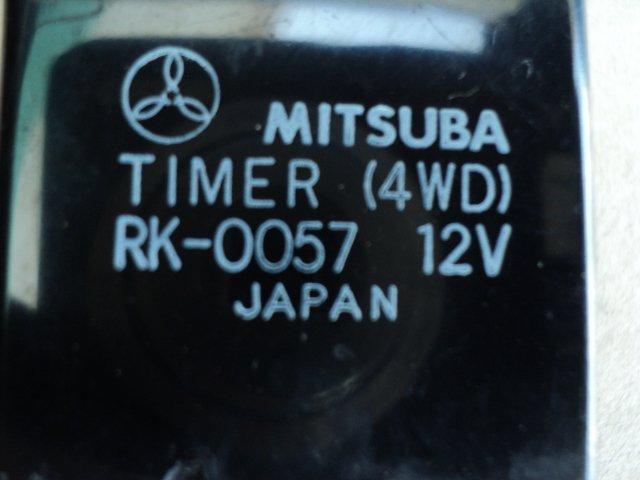 MITSUBA
TIMER (4WD)
RK-0057 12V
JAPAN